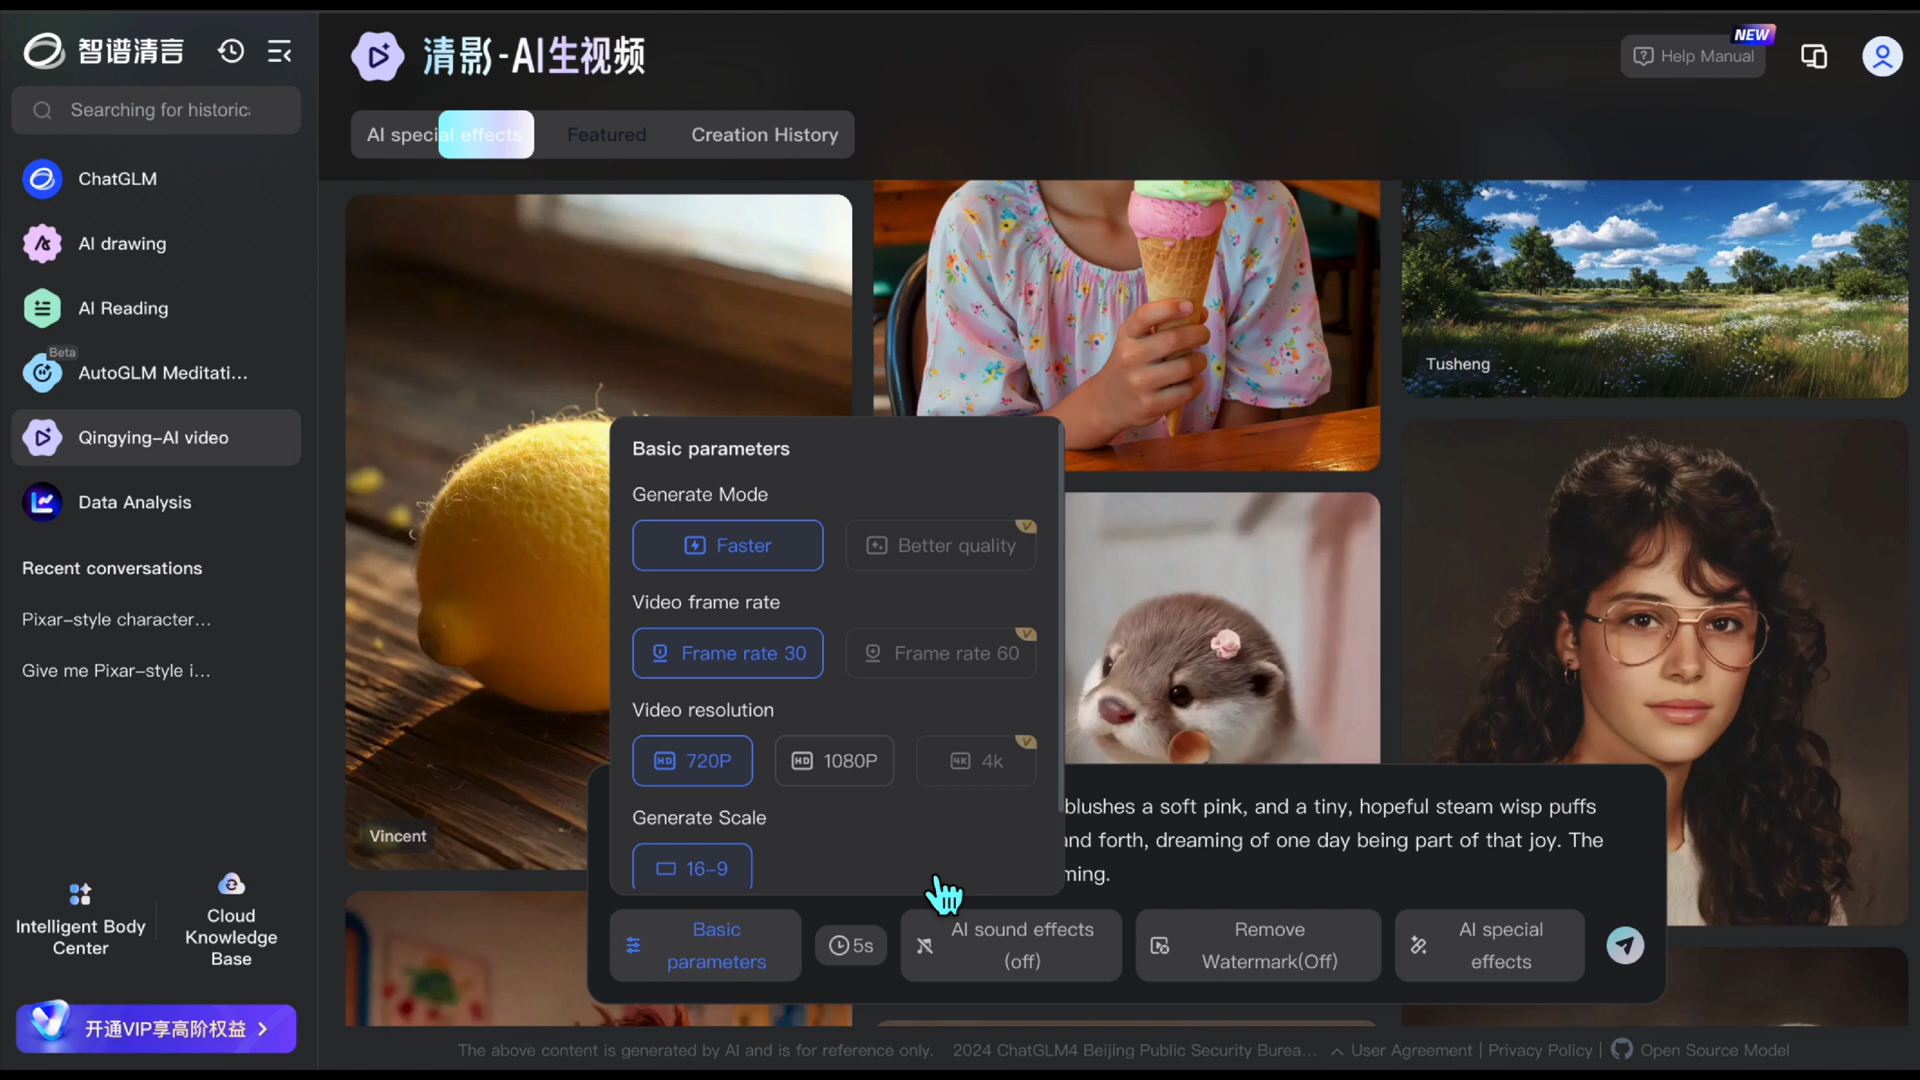 智谱清言
Searching for historic
ChatGLM
AI drawing
AI Reading
Beta
AutoGLM Meditati...
Qingying-AI video
Data Analysis
Recent conversations
Pixar-style character...
Give me Pixar-style i...
Intelligent Body
Center
Cloud
Knowledge
Base
开通VIP享高阶权益
清影-AI生视频
NEW
Help Manual
AI special effects
Featured
Creation History
Tusheng
Vincent
Basic parameters
Generate Mode
Faster
Better quality
Video frame rate
Frame rate 30
Frame rate 60
Video resolution
HD 720P
HD 1080P
4K 4k
Generate Scale
16-9
blushes a soft pink, and a tiny, hopeful steam wisp puffs
and forth, dreaming of one day being part of that joy. The
ming.
Basic
parameters
5s
AI sound effects
(off)
Remove
Watermark(Off)
AI special
effects
The above content is generated by AI and is for reference only.
2024 ChatGLM4 Beijing Public Security Burea...
User Agreement | Privacy Policy |
Open Source Model